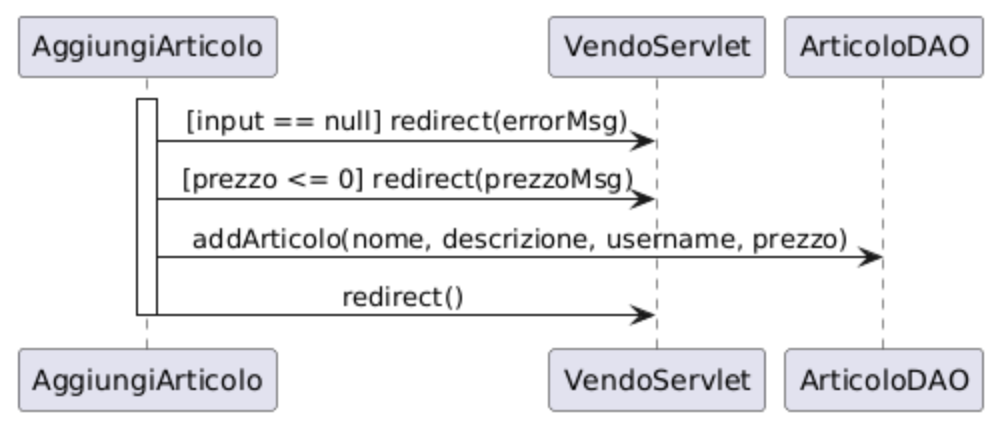 AggiungiArticolo
VendoServlet
ArticoloDAO
[input == null] redirect(errorMsg)
[prezzo <= 0] redirect(prezzoMsg)
addArticolo(nome, descrizione, username, prezzo)
redirect()
AggiungiArticolo
VendoServlet
ArticoloDAO